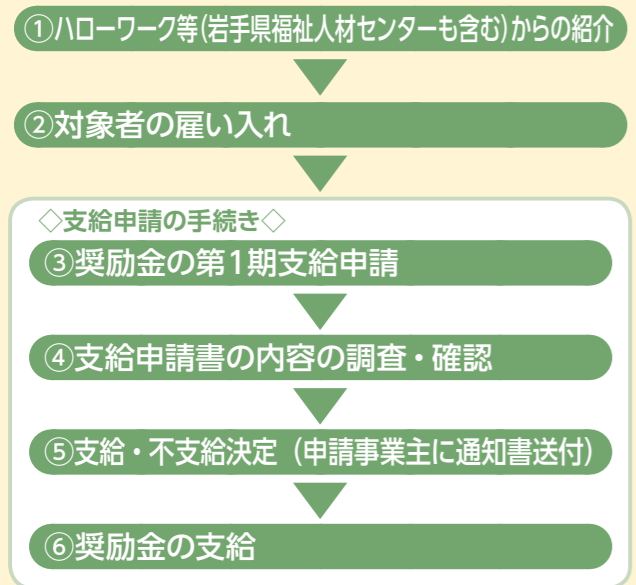 ①ハローワーク等(岩手県福祉人材センターも含む)からの紹介
②対象者の雇い入れ
◇支給申請の手続き◇
③奨励金の第1期支給申請
④支給申請書の内容の調査・確認
⑤支給・不支給決定（申請事業主に通知書送付）
⑥奨励金の支給